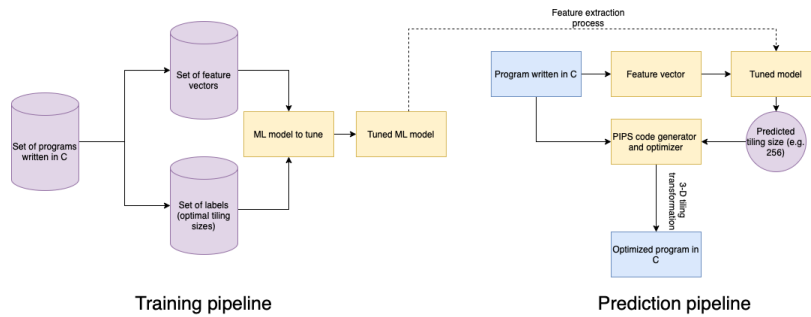 Set of programs
written in C
Set of feature
vectors
Set of labels
(optimal tiling
sizes)
ML model to tune
Tuned ML model
Training pipeline
Feature extraction
process
Program written in C
Feature vector
Tuned model
PIPS code generator
and optimizer
Predicted
tiling size (e.g.
256)
3-D tiling
transformation
Optimized program in
C
Prediction pipeline